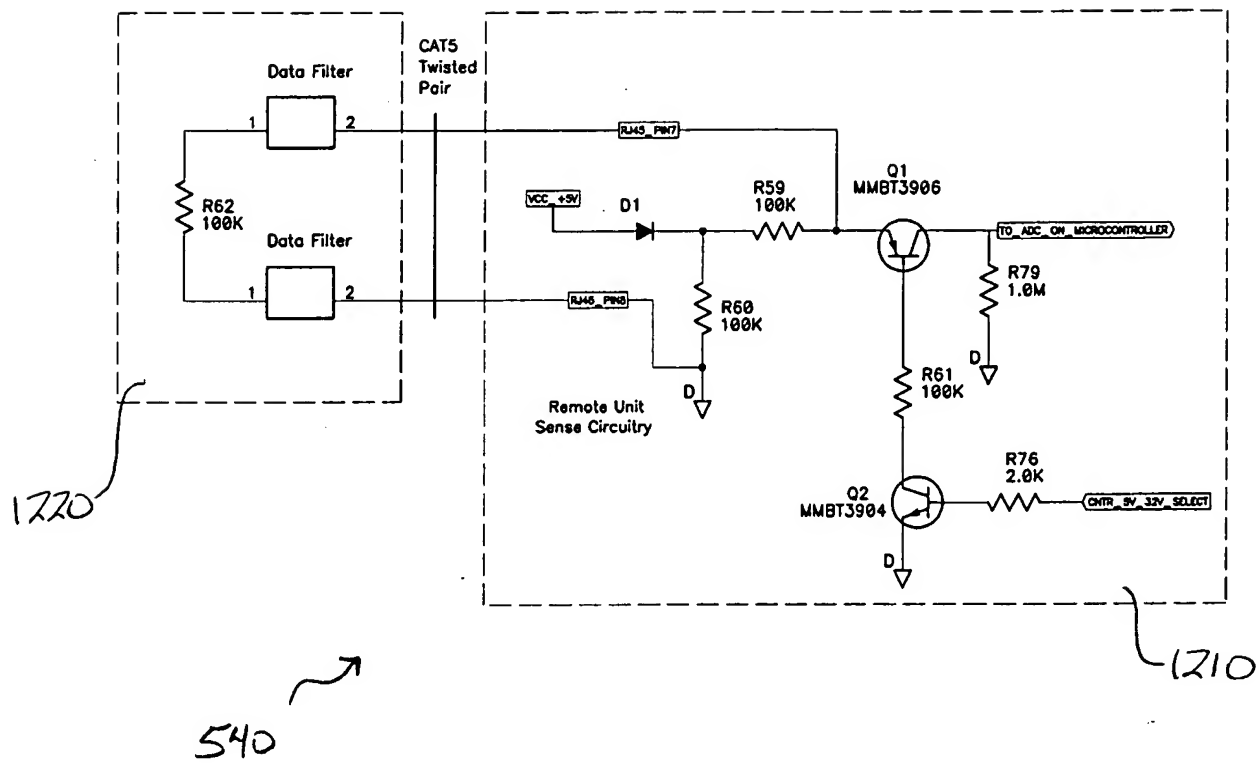 Data Filter
1
2
R62
100K
Data Filter
1
2
1220
CAT5
Twisted
Pair
RJ45_PIN7
VCC_+5V
D1
R59
100K
Q1
MMBT3906
TO_ADC_ON_MICROCONTROLLER
R79
1.0M
D
R60
100K
D
R61
100K
Remote Unit
Sense Circuitry
R76
2.0K
Q2
MMBT3904
D
1210
540